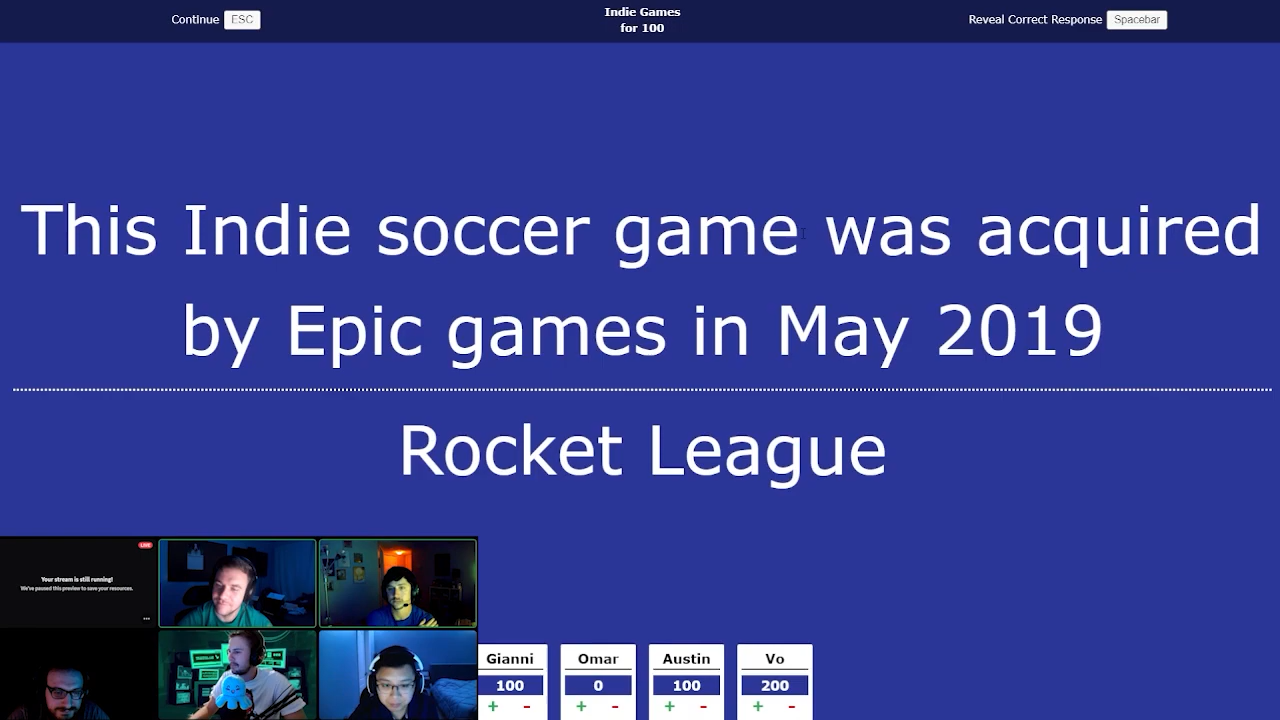 Continue ESC
Indie Games
for 100
Reveal Correct Response Spacebar
This Indie soccer game was acquired
by Epic games in May 2019
Rocket League
LIVE
Your stream is still running!
We've paused this preview to save your resources.
Gianni Omar Austin Vo
100 0 100 200
+ - + - + - + -